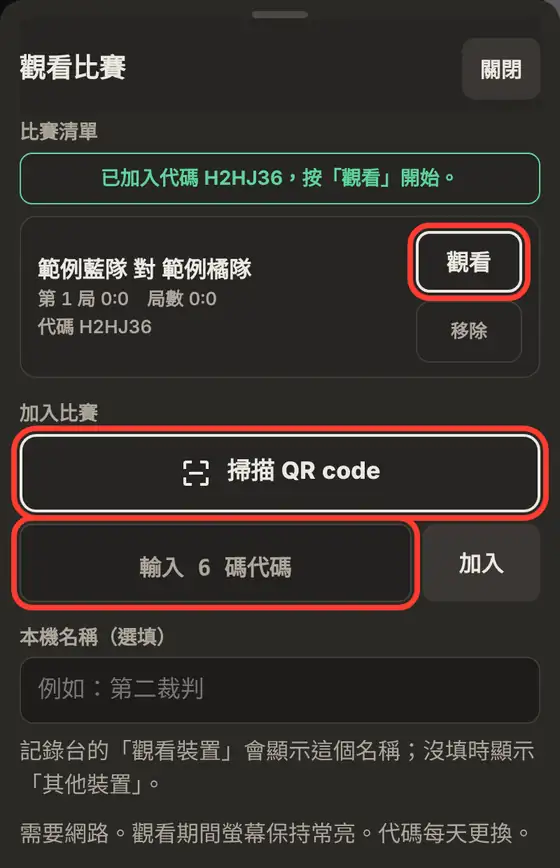 觀看比賽
關閉
比賽清單
已加入代碼 H2HJ36，按「觀看」開始。
範例藍隊 對 範例橘隊
觀看
第 1 局 0:0 局數 0:0
代碼 H2HJ36
移除
加入比賽
掃描 QR code
輸入 6 碼代碼
加入
本機名稱（選填）
例如：第二裁判
記錄台的「觀看裝置」會顯示這個名稱；沒填時顯示
「其他裝置」。
需要網路。觀看期間螢幕保持常亮。代碼每天更換。